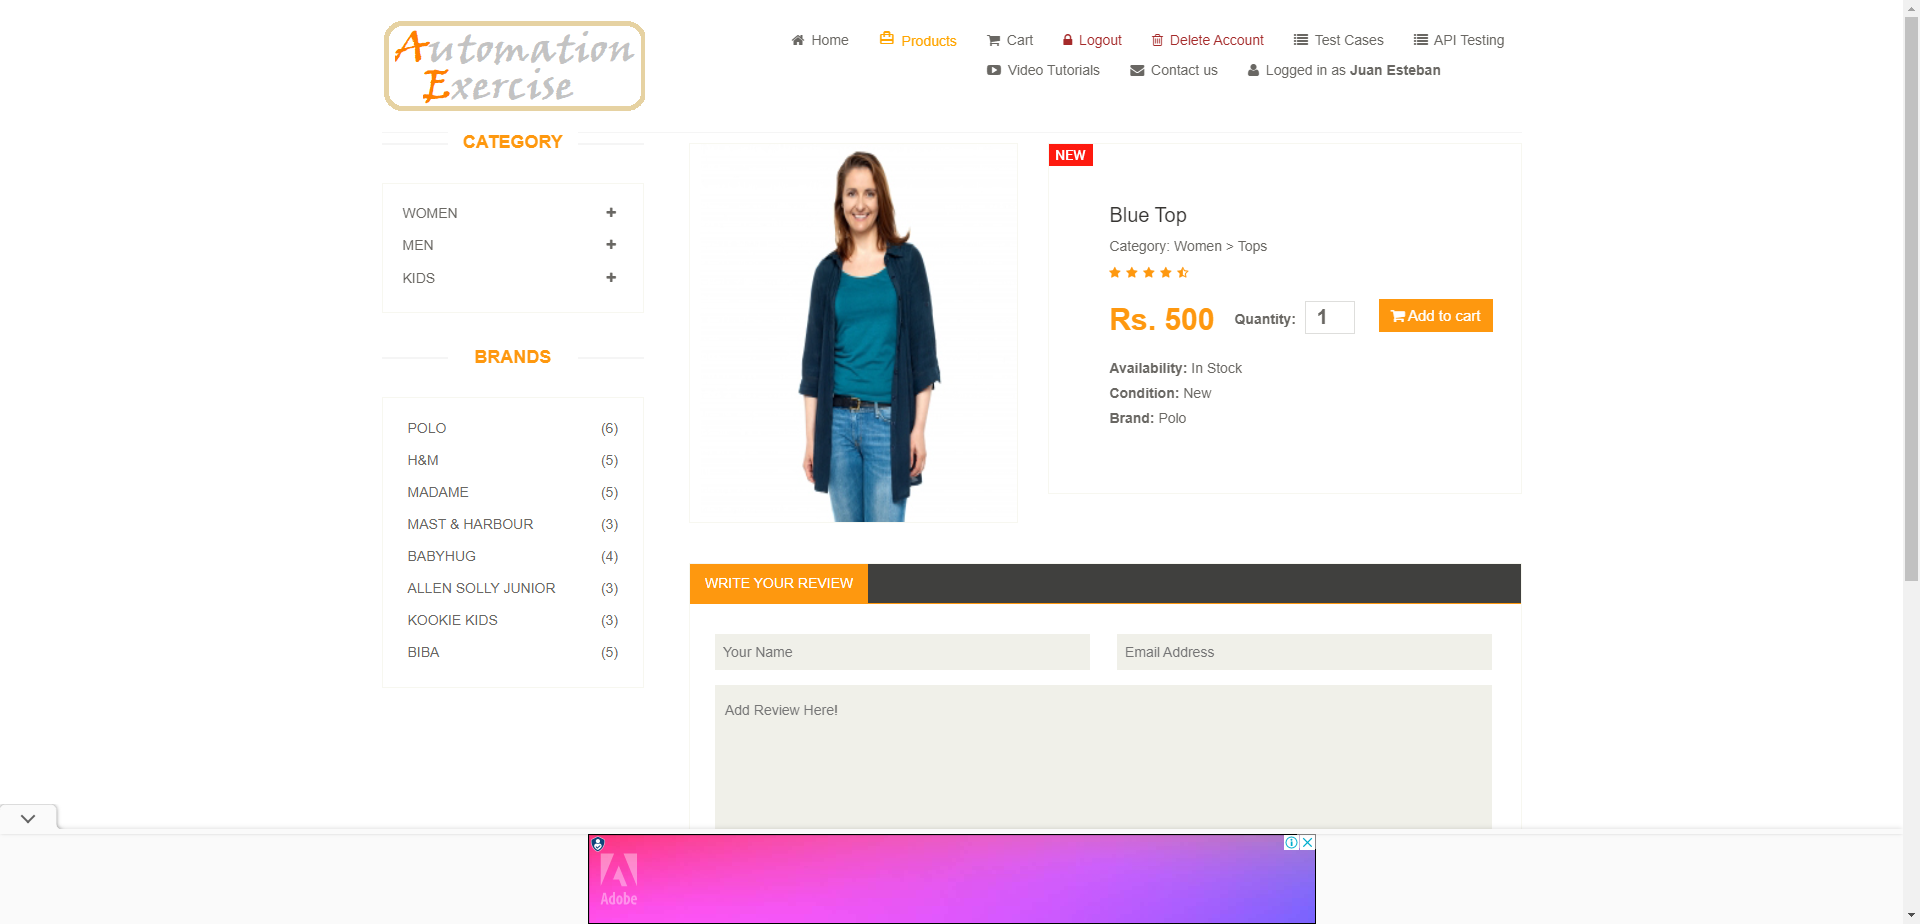 Automation
Exercise
Home
Products
Cart
Logout
Delete Account
Test Cases
API Testing
Video Tutorials
Contact us
Logged in as Juan Esteban
CATEGORY
WOMEN
MEN
KIDS
BRANDS
POLO (6)
H&M (5)
MADAME (5)
MAST & HARBOUR (3)
BABYHUG (4)
ALLEN SOLLY JUNIOR (3)
KOOKIE KIDS (3)
BIBA (5)
NEW
Blue Top
Category: Women > Tops
Rs. 500 Quantity: 1 Add to cart
Availability: In Stock
Condition: New
Brand: Polo
WRITE YOUR REVIEW
Your Name
Email Address
Add Review Here!
Adobe